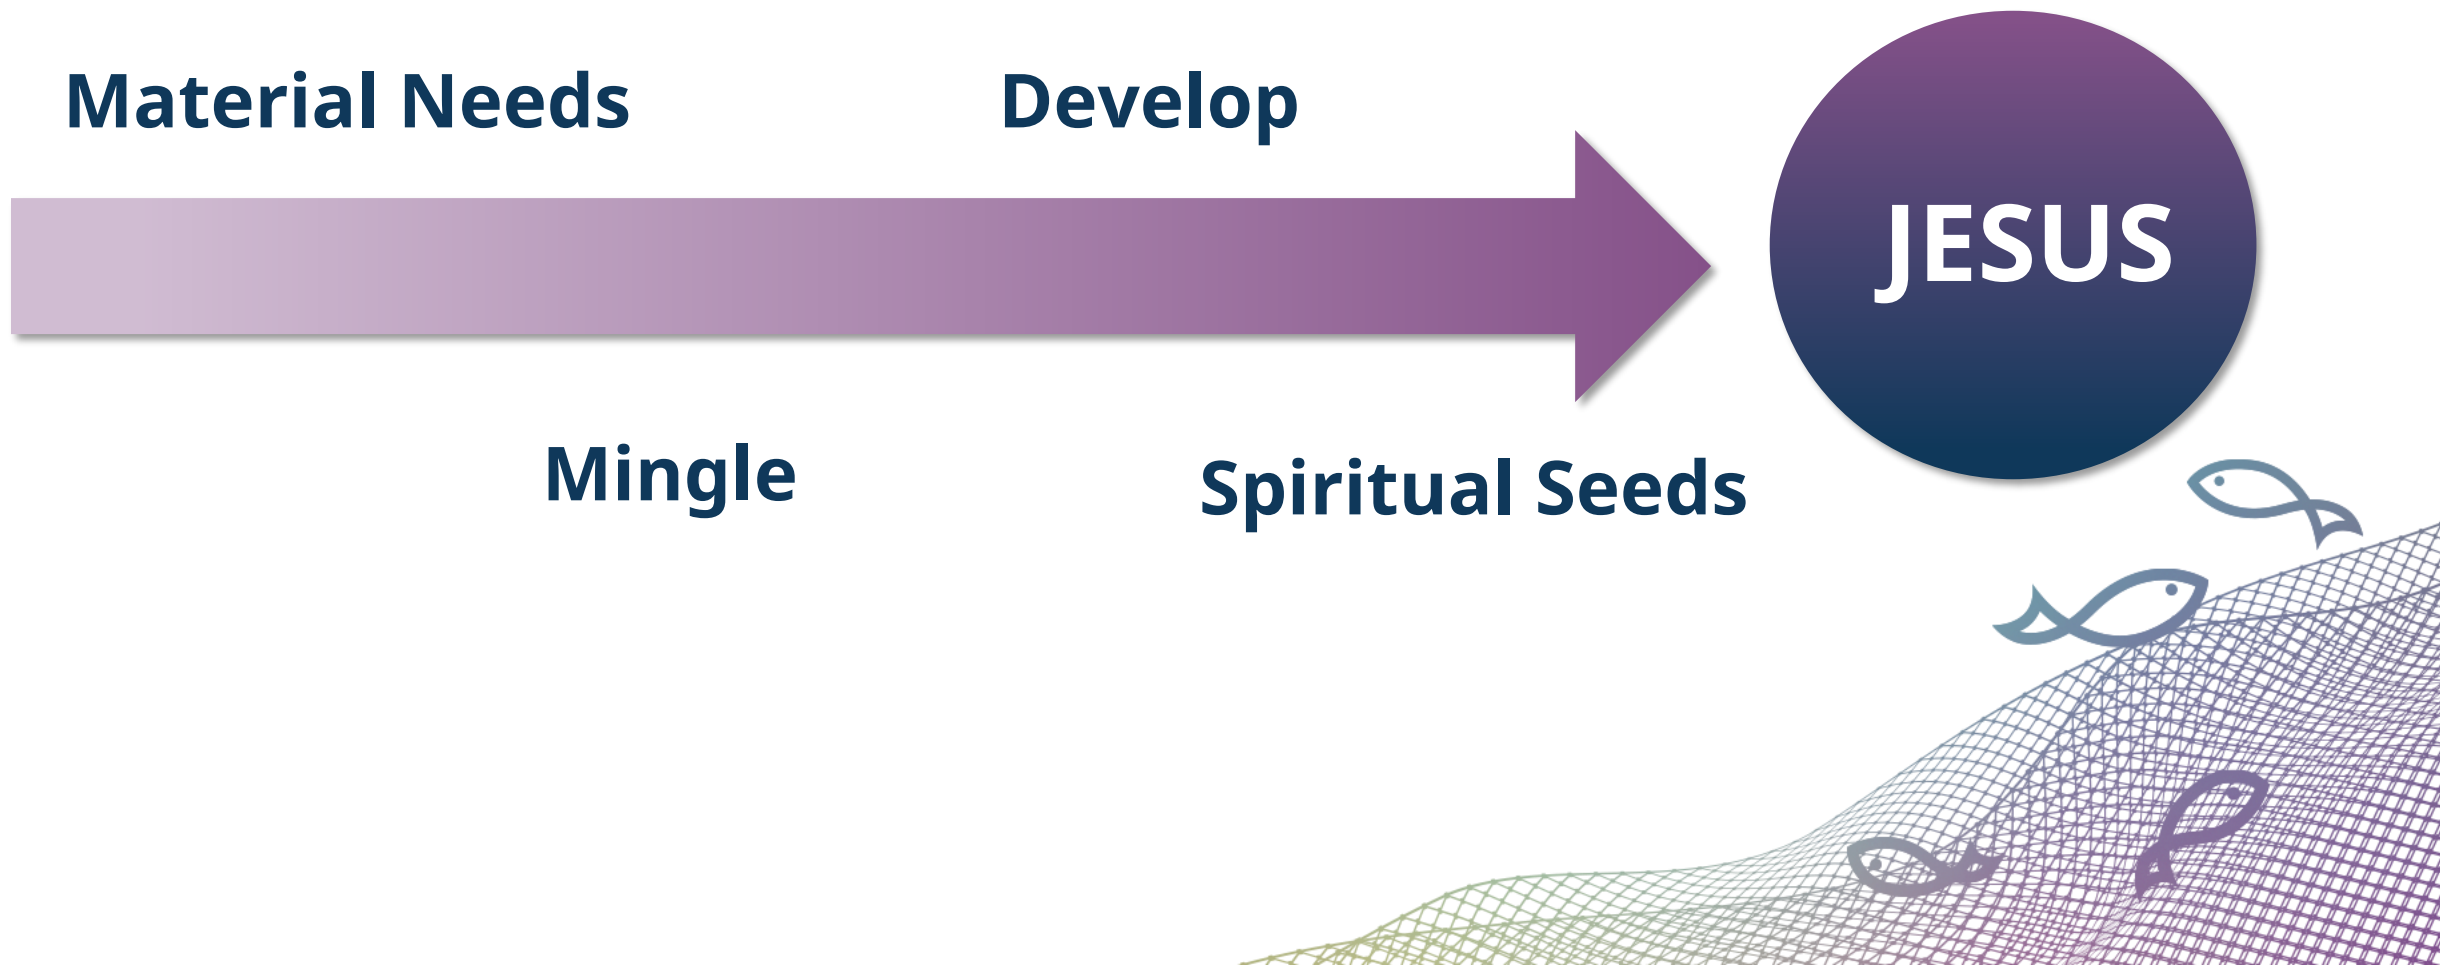 Material Needs
Develop
JESUS
Mingle
Spiritual Seeds